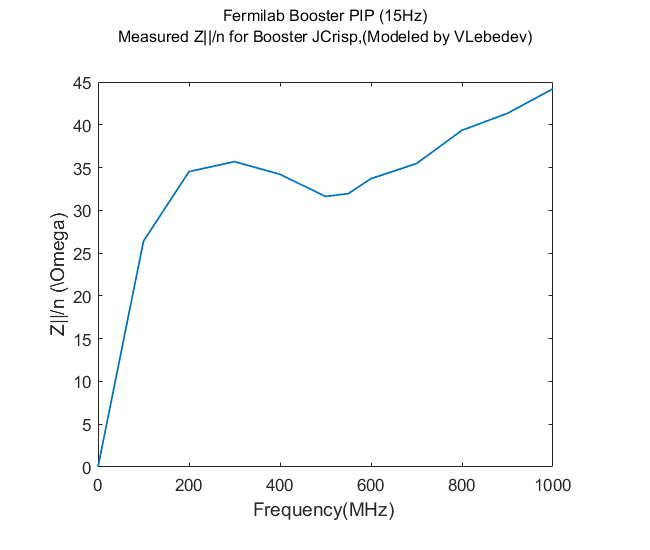 Fermilab Booster PIP (15Hz)
Measured Z||/n for Booster JCrisp,(Modeled by VLebedev)
45
40
35
30
25
20
15
10
5
0
Z||/n (\Omega)
0 200 400 600 800 1000
Frequency(MHz)